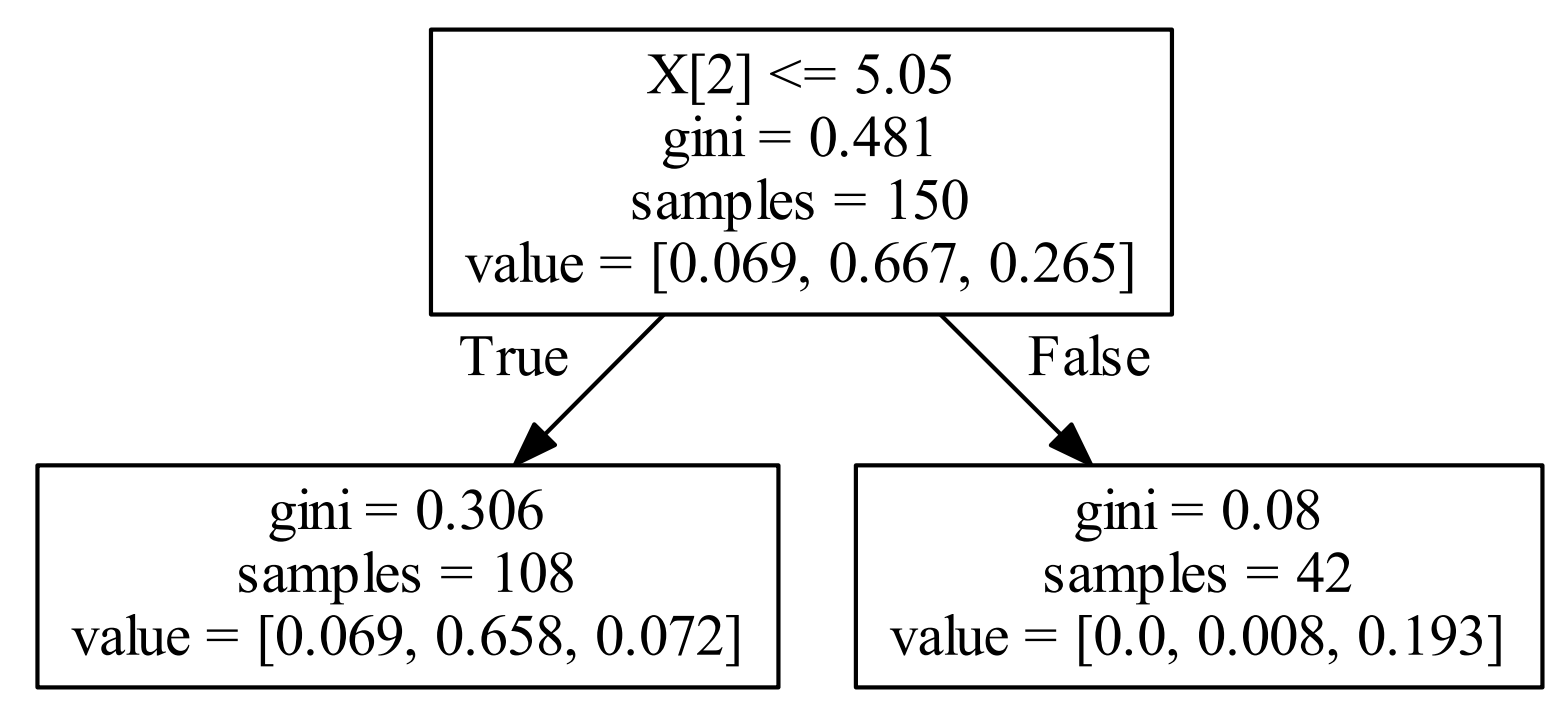 X[2] <= 5.05
gini = 0.481
samples = 150
value = [0.069, 0.667, 0.265]
True
False
gini = 0.306
samples = 108
value = [0.069, 0.658, 0.072]
gini = 0.08
samples = 42
value = [0.0, 0.008, 0.193]